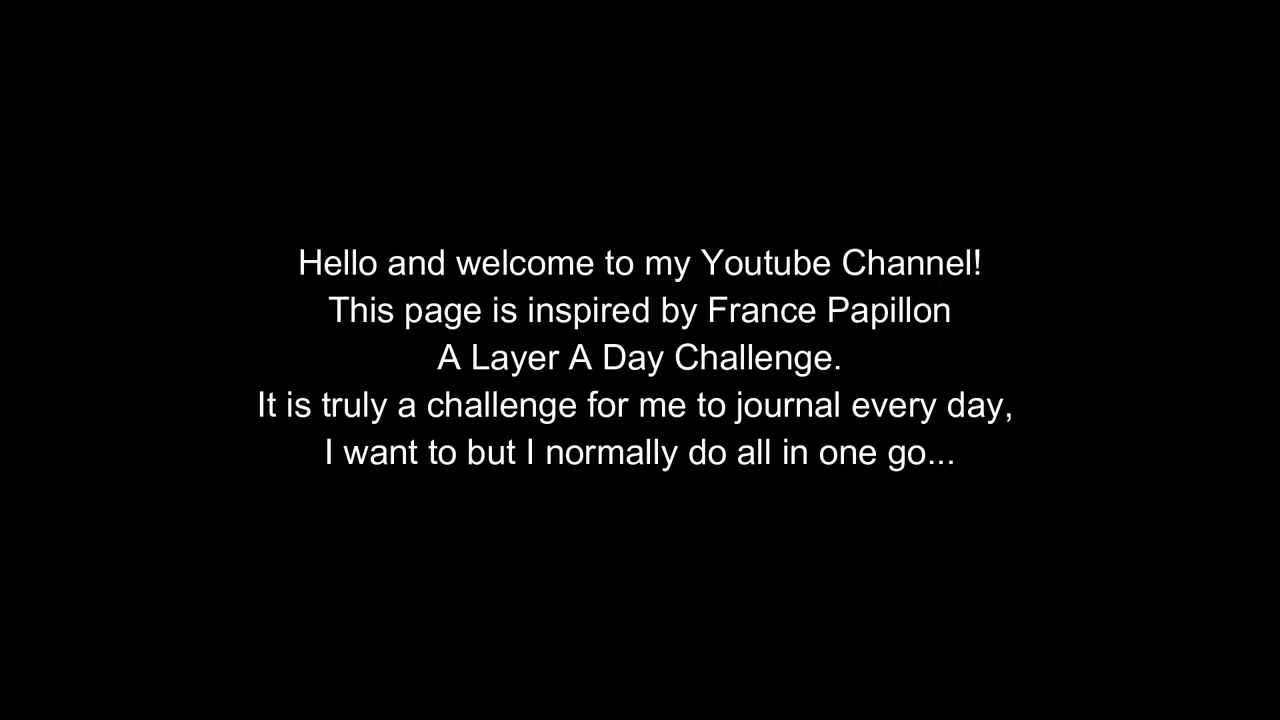 Hello and welcome to my Youtube Channel!
This page is inspired by France Papillon
A Layer A Day Challenge.
It is truly a challenge for me to journal every day,
I want to but I normally do all in one go...